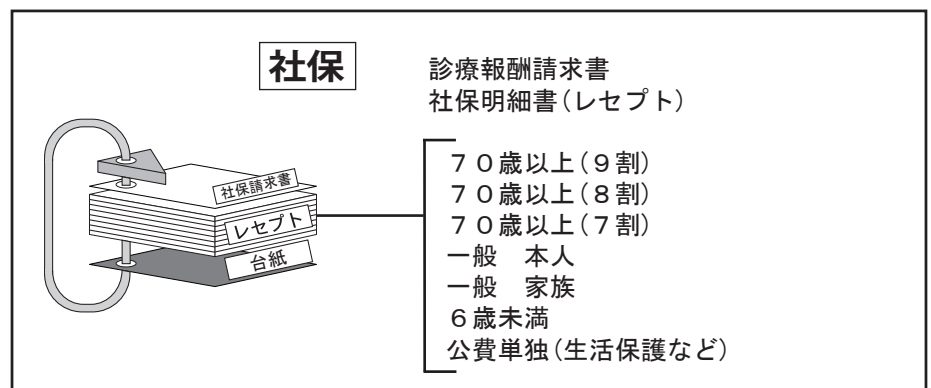 社保
診療報酬請求書
社保明細書(レセプト)
社保請求書
レセプト
台紙
70歳以上(9割)
70歳以上(8割)
70歳以上(7割)
一般 本人
一般 家族
6歳未満
公費単独(生活保護など)